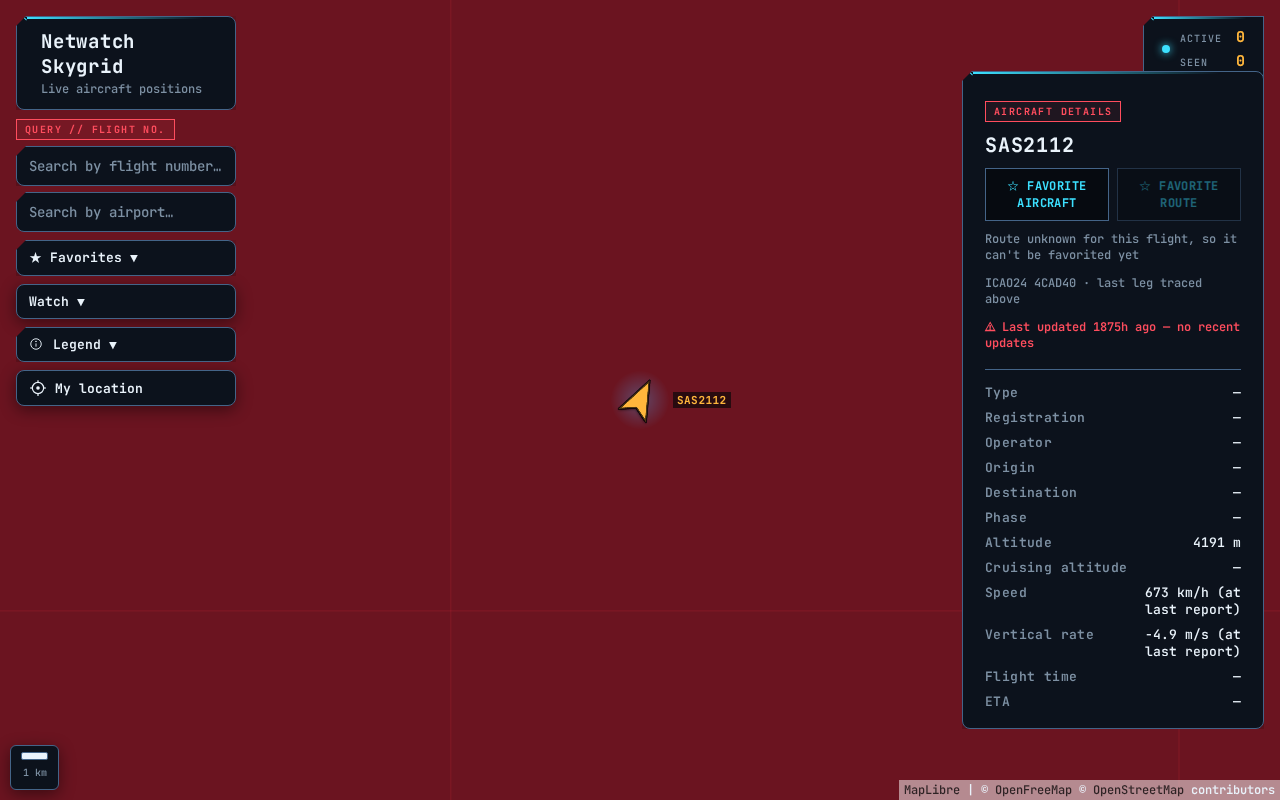 Netwatch
Skygrid
Live aircraft positions
QUERY // FLIGHT NO.
Search by flight number…
Search by airport…
★ Favorites ▼
Watch ▼
Legend ▼
My location
SAS2112
1 km
ACTIVE 0
SEEN 0
AIRCRAFT DETAILS
SAS2112
☆ FAVORITE
AIRCRAFT
☆ FAVORITE
ROUTE
Route unknown for this flight, so it
can't be favorited yet
ICAO24 4CAD40 · last leg traced
above
⚠ Last updated 1875h ago — no recent
updates
Type —
Registration —
Operator —
Origin —
Destination —
Phase —
Altitude 4191 m
Cruising altitude —
Speed 673 km/h (at
last report)
Vertical rate -4.9 m/s (at
last report)
Flight time —
ETA —
MapLibre | © OpenFreeMap © OpenStreetMap contributors